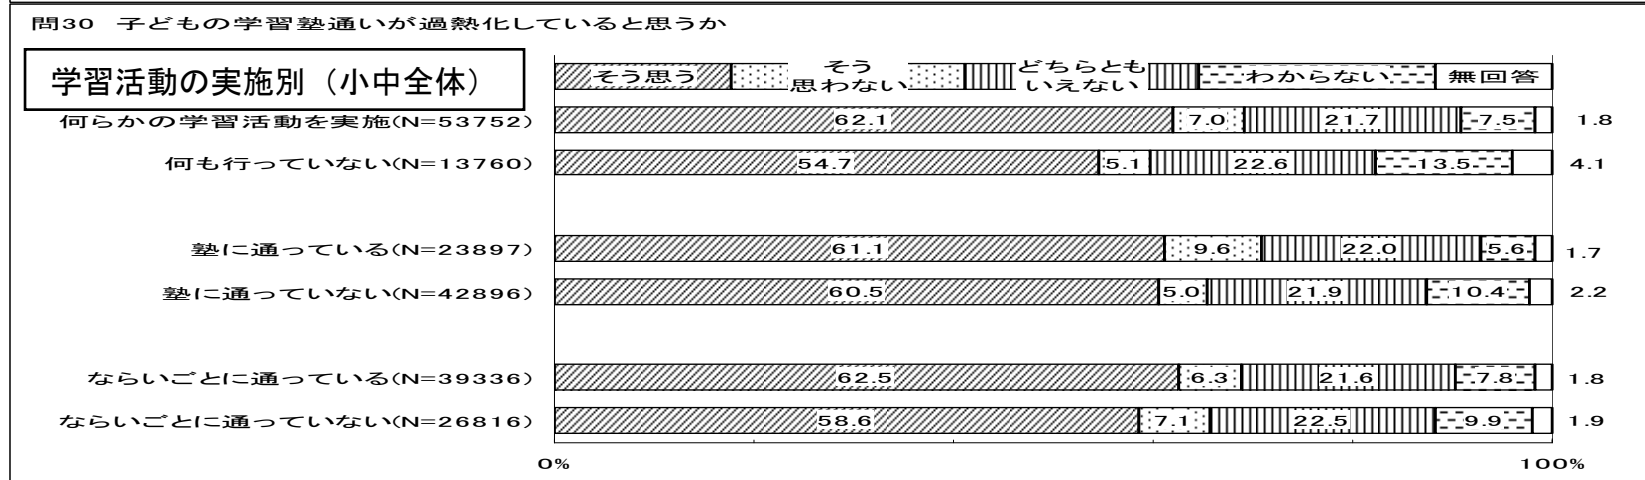 問30 子どもの学習塾通いが過熱化していると思うか
学習活動の実施別（小中全体）
そう思う そう思わない どちらともいえない わからない 無回答
何らかの学習活動を実施(N=53752) 62.1 7.0 21.7 7.5 1.8
何も行っていない(N=13760) 54.7 5.1 22.6 13.5 4.1
塾に通っている(N=23897) 61.1 9.6 22.0 5.6 1.7
塾に通っていない(N=42896) 60.5 5.0 21.9 10.4 2.2
ならいごとに通っている(N=39336) 62.5 6.3 21.6 7.8 1.8
ならいごとに通っていない(N=26816) 58.6 7.1 22.5 9.9 1.9
0% 100%